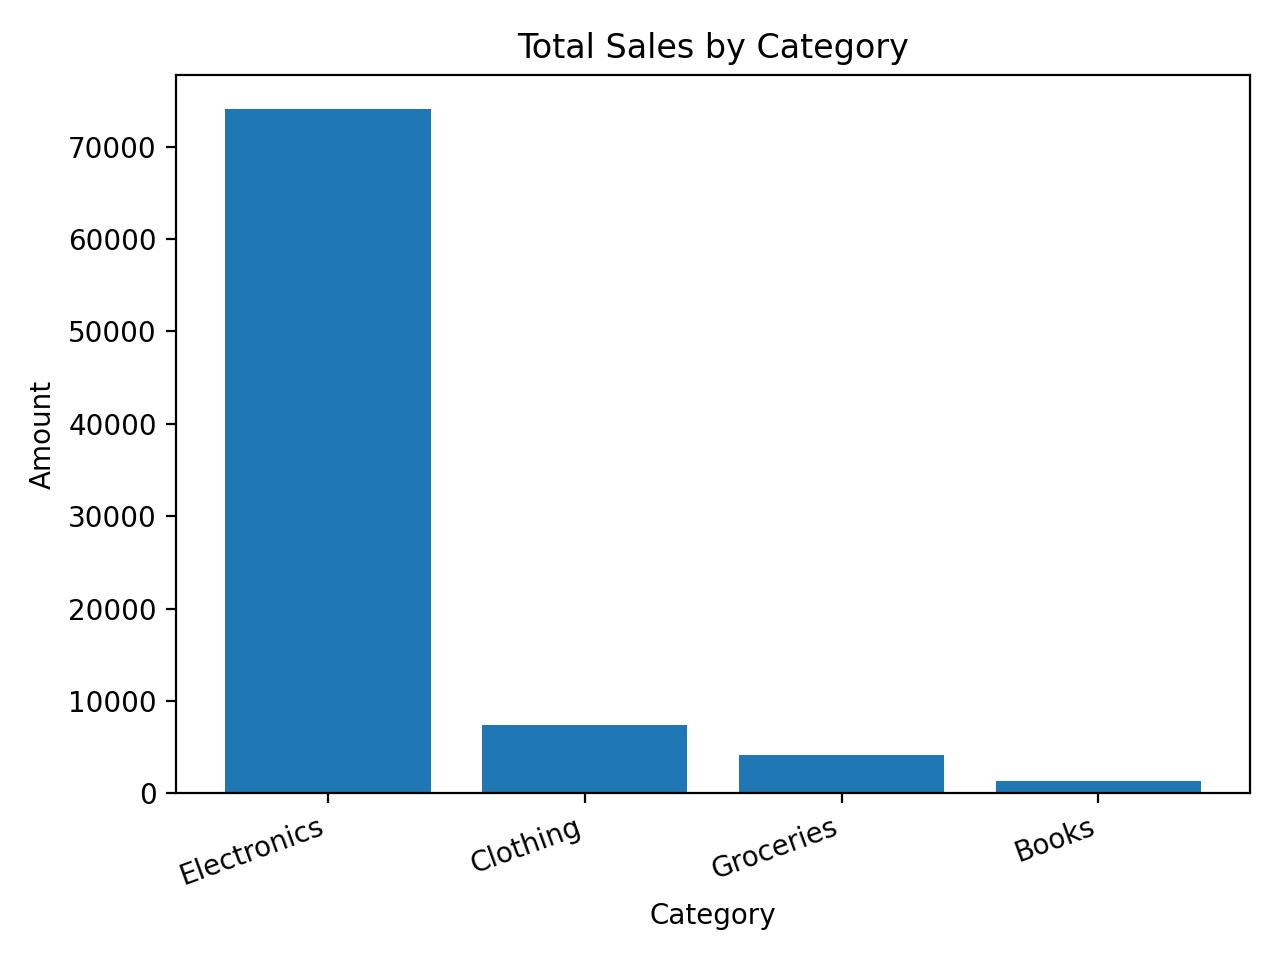 Total Sales by Category
70000
60000
50000
40000
30000
20000
10000
0
Amount
Electronics
Clothing
Groceries
Books
Category